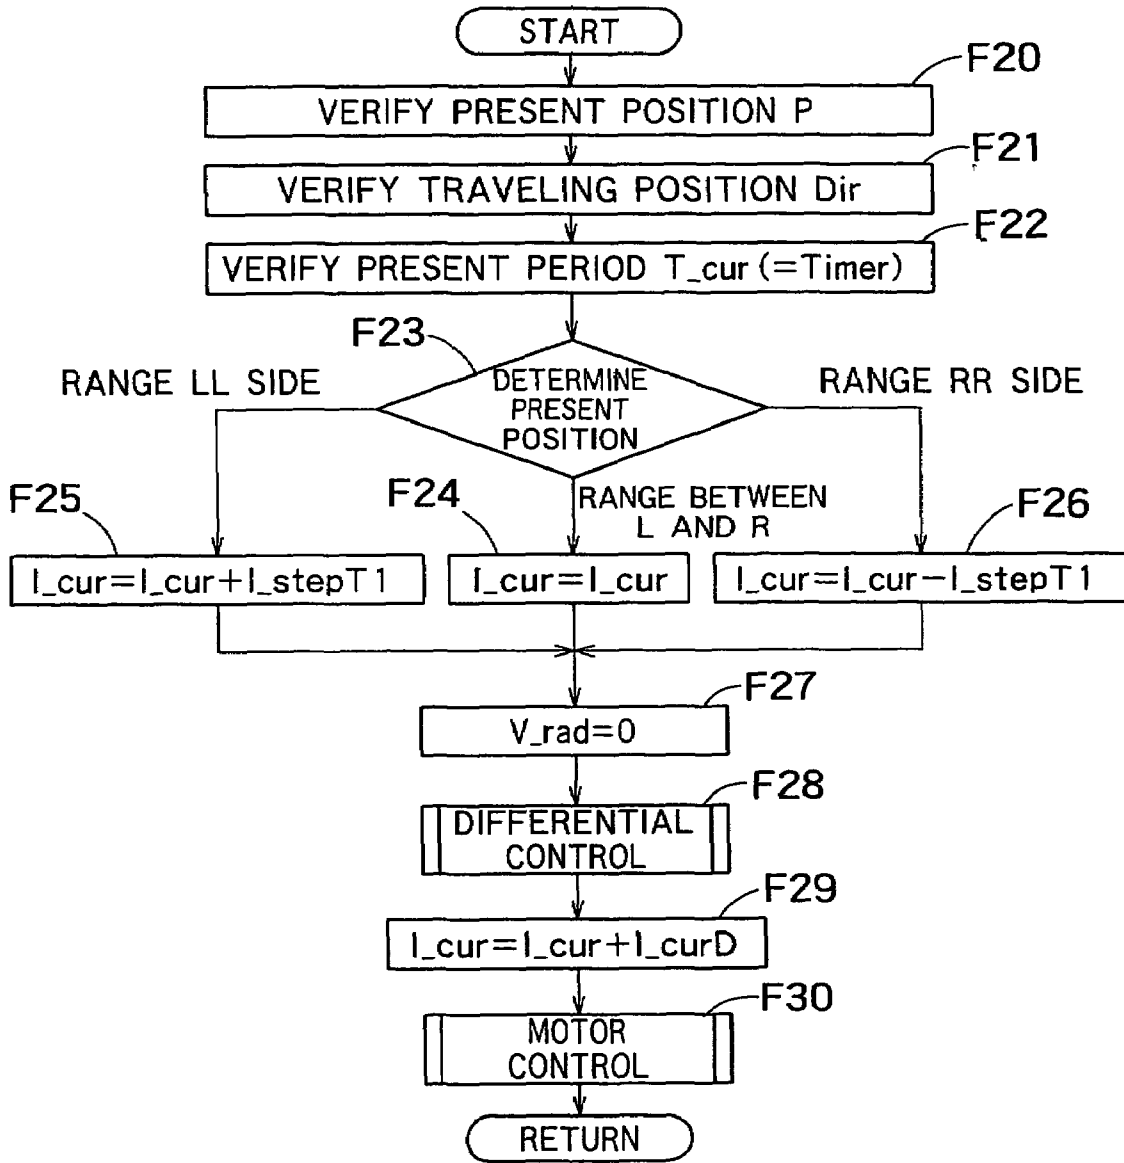 START
F20
VERIFY PRESENT POSITION P
F21
VERIFY TRAVELING POSITION Dir
F22
VERIFY PRESENT PERIOD T_cur (=Timer)
F23
RANGE LL SIDE
DETERMINE
PRESENT
POSITION
RANGE RR SIDE
F25
F24
RANGE BETWEEN
L AND R
F26
I_cur=I_cur+I_stepT1
I_cur=I_cur
I_cur=I_cur-I_stepT1
F27
V_rad=0
F28
DIFFERENTIAL
CONTROL
F29
I_cur=I_cur+I_curD
F30
MOTOR
CONTROL
RETURN